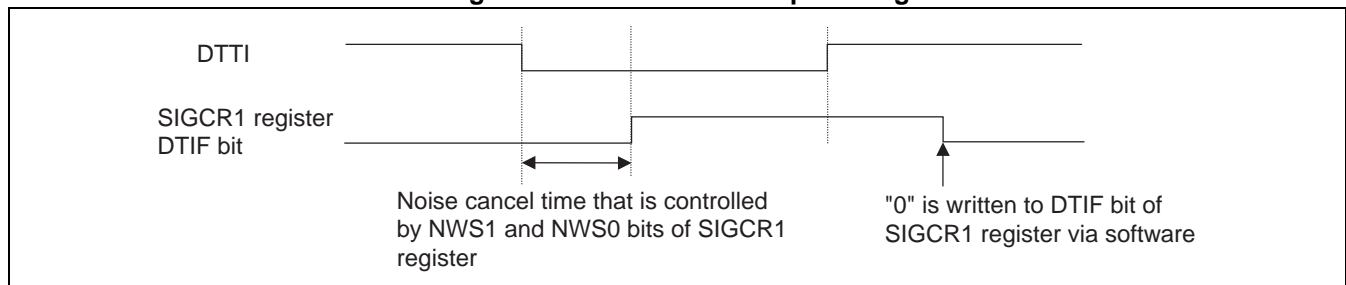 DTTI
SIGCR1 register
DTIF bit
Noise cancel time that is controlled
by NWS1 and NWS0 bits of SIGCR1
register
"0" is written to DTIF bit of
SIGCR1 register via software